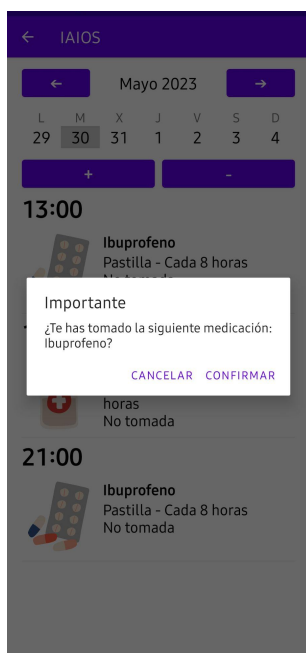 ← IAIOS
← Mayo 2023 →
L M X J V S D
29 30 31 1 2 3 4
+ -
13:00
Ibuprofeno
Pastilla - Cada 8 horas
Importante
¿Te has tomado la siguiente medicación:
Ibuprofeno?
CANCELAR CONFIRMAR
horas
No tomada
21:00
Ibuprofeno
Pastilla - Cada 8 horas
No tomada